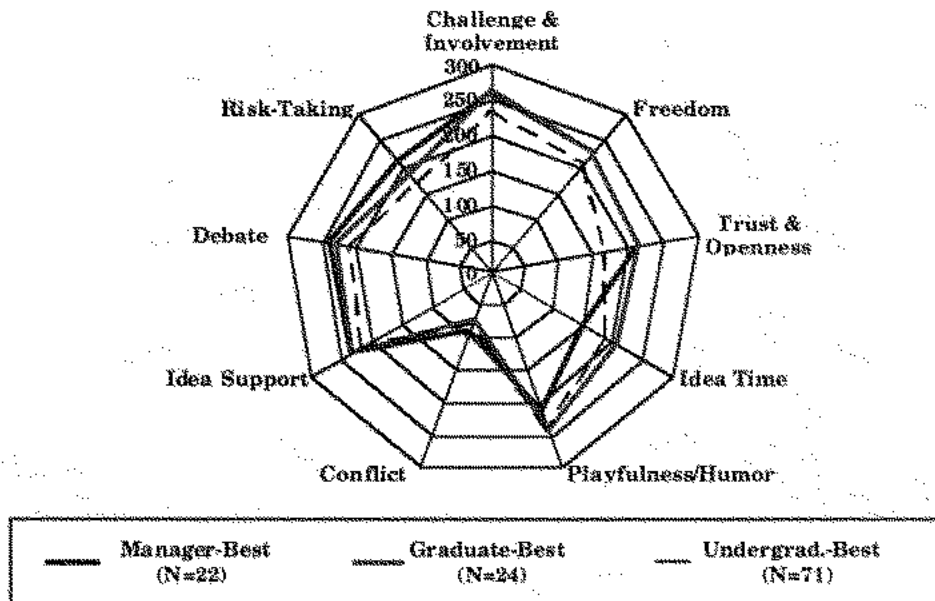 Challenge &
Involvement
300
Risk-Taking
250
Freedom
200
150
100
Debate
Trust &
Openness
50
0
Idea Support
Idea Time
Conflict
Playfulness/Humor
Manager-Best
(N=22)
Graduate-Best
(N=24)
Undergrad.-Best
(N=71)